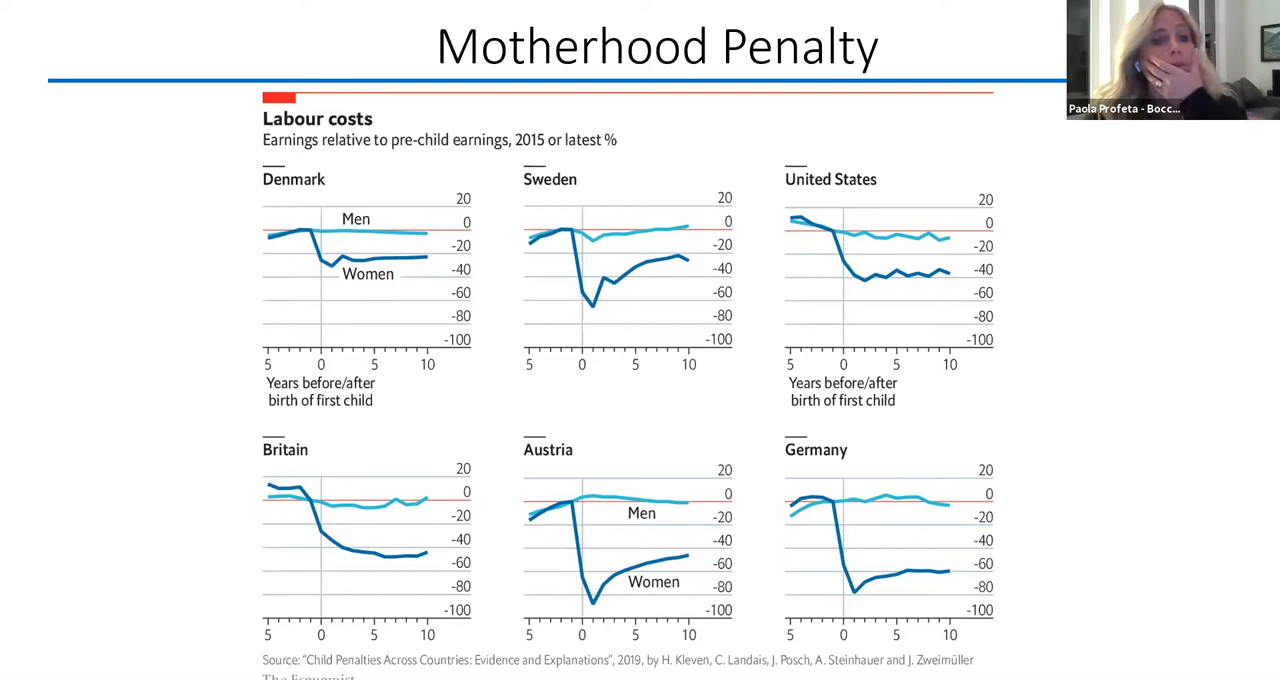 Motherhood Penalty
Paola Profeta - Bocc...
Labour costs
Earnings relative to pre-child earnings, 2015 or latest %
Denmark
20
Men
0
-20
Women
-40
-60
-80
-100
5 0 5 10
Years before/after
birth of first child
Sweden
20
0
-20
-40
-60
-80
-100
5 0 5 10
United States
20
0
-20
-40
-60
-80
-100
5 0 5 10
Years before/after
birth of first child
Britain
20
0
-20
-40
-60
-80
-100
5 0 5 10
Austria
20
0
Men
-20
-40
-60
Women
-80
-100
5 0 5 10
Germany
20
0
-20
-40
-60
-80
-100
5 0 5 10
Source: "Child Penalties Across Countries: Evidence and Explanations", 2019, by H. Kleven, C. Landais, J. Posch, A. Steinhauer and J. Zweimüller
The Economist